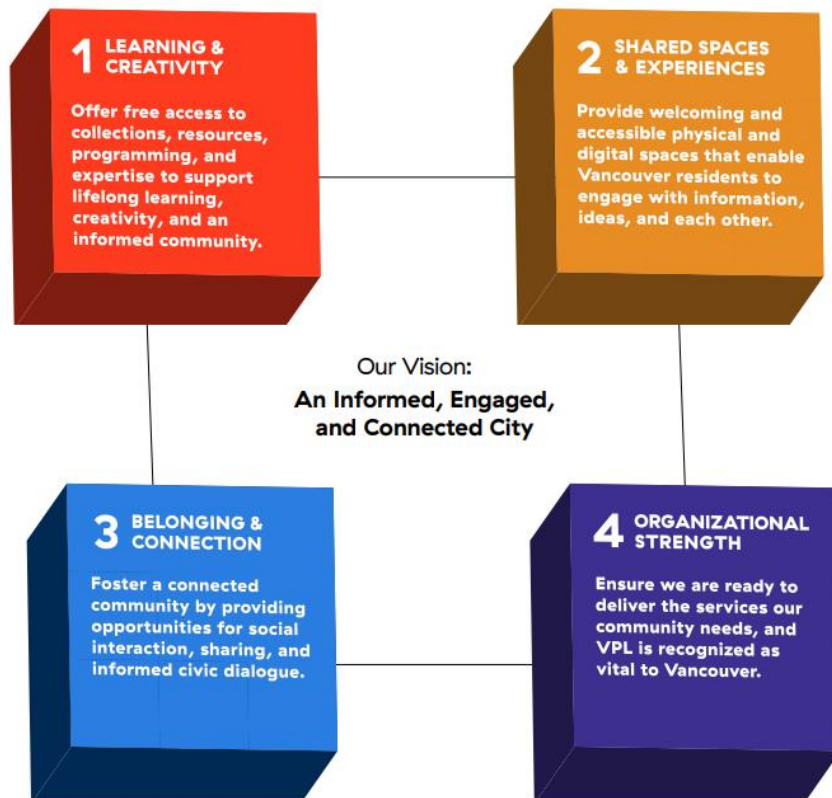 1 LEARNING &
CREATIVITY
Offer free access to
collections, resources,
programming, and
expertise to support
lifelong learning,
creativity, and an
informed community.
2 SHARED SPACES
& EXPERIENCES
Provide welcoming and
accessible physical and
digital spaces that enable
Vancouver residents to
engage with information,
ideas, and each other.
Our Vision:
An Informed, Engaged,
and Connected City
3 BELONGING &
CONNECTION
Foster a connected
community by providing
opportunities for social
interaction, sharing, and
informed civic dialogue.
4 ORGANIZATIONAL
STRENGTH
Ensure we are ready to
deliver the services our
community needs, and
VPL is recognized as
vital to Vancouver.